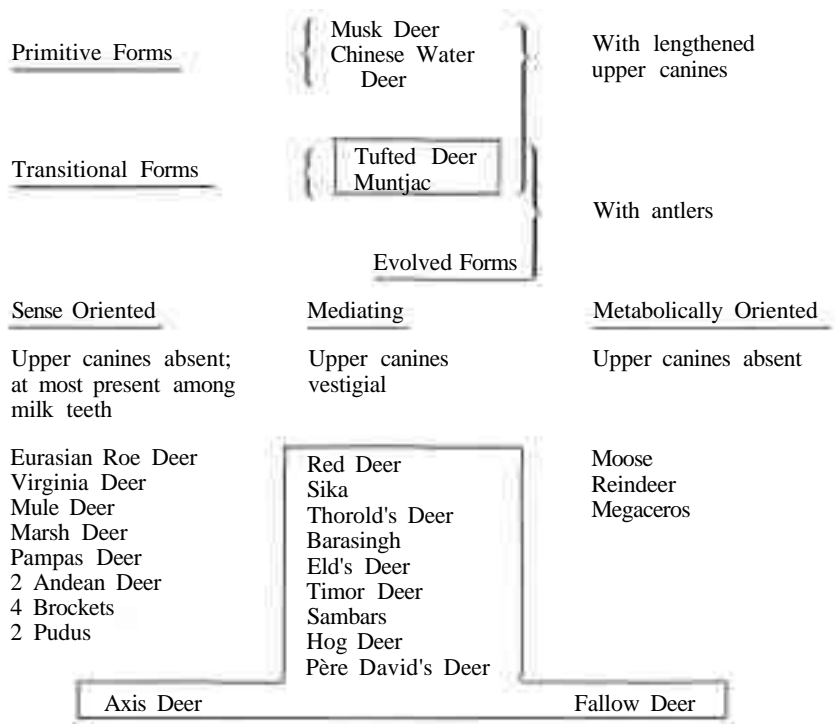 Primitive Forms
Musk Deer
Chinese Water
Deer
With lengthened
upper canines
Transitional Forms
Tufted Deer
Muntjac
With antlers
Evolved Forms
Sense Oriented
Upper canines absent;
at most present among
milk teeth
Eurasian Roe Deer
Virginia Deer
Mule Deer
Marsh Deer
Pampas Deer
2 Andean Deer
4 Brockets
2 Pudus
Mediating
Upper canines
vestigial
Red Deer
Sika
Thorold's Deer
Barasingh
Eld's Deer
Timor Deer
Sambars
Hog Deer
Père David's Deer
Metabolically Oriented
Upper canines absent
Moose
Reindeer
Megaceros
Axis Deer
Fallow Deer